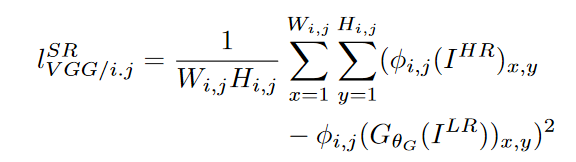 l^{SR}_{VGG/i.j} = \frac{1}{W_{i,j}H_{i,j}} \sum_{x=1}^{W_{i,j}} \sum_{y=1}^{H_{i,j}} (\phi_{i,j}(I^{HR})_{x,y}
- \phi_{i,j}(G_{\theta_G}(I^{LR}))_{x,y})^2